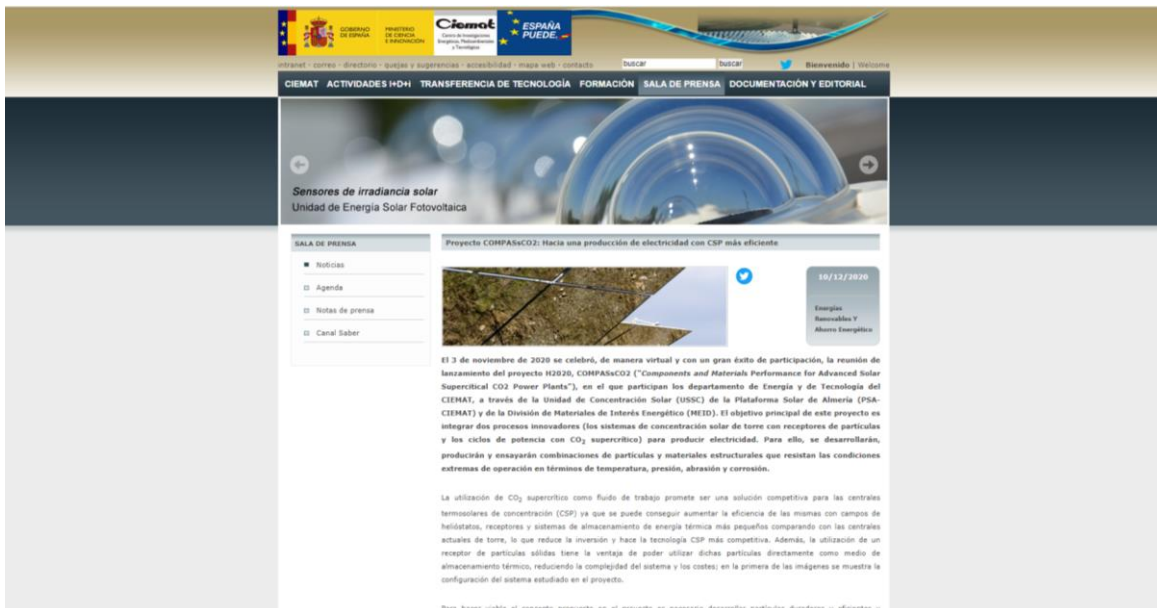 GOBIERNO DE ESPAÑA
MINISTERIO DE CIENCIA E INNOVACIÓN
Ciemat
Centro de Investigaciones
Energéticas, Medioambientales
y Tecnológicas
ESPAÑA
PUEDE.
intranet - correo - directorio - quejas y sugerencias - accesibilidad - mapa web - contacto
buscar
buscar
Bienvenido | Welcome
CIEMAT ACTIVIDADES I+D+i TRANSFERENCIA DE TECNOLOGÍA FORMACIÓN SALA DE PRENSA DOCUMENTACIÓN Y EDITORIAL
Sensores de irradiancia solar
Unidad de Energía Solar Fotovoltaica
SALA DE PRENSA
Noticias
Agenda
Notas de prensa
Canal Saber
Proyecto COMPASsCO2: Hacia una producción de electricidad con CSP más eficiente
10/12/2020
Energías
Renovables Y
Ahorro Energético
El 3 de noviembre de 2020 se celebró, de manera virtual y con un gran éxito de participación, la reunión de
lanzamiento del proyecto H2020, COMPASsCO2 ("Components and Materials Performance for Advanced Solar
Supercitical CO2 Power Plants"), en el que participan los departamento de Energía y de Tecnología del
CIEMAT, a través de la Unidad de Concentración Solar (USSC) de la Plataforma Solar de Almería (PSA-
CIEMAT) y de la División de Materiales de Interés Energético (MEID). El objetivo principal de este proyecto es
integrar dos procesos innovadores (los sistemas de concentración solar de torre con receptores de partículas
y los ciclos de potencia con CO2 supercrítico) para producir electricidad. Para ello, se desarrollarán,
producirán y ensayarán combinaciones de partículas y materiales estructurales que resistan las condiciones
extremas de operación en términos de temperatura, presión, abrasión y corrosión.
La utilización de CO2 supercrítico como fluido de trabajo promete ser una solución competitiva para las centrales
termosolares de concentración (CSP) ya que se puede conseguir aumentar la eficiencia de las mismas con campos de
helióstatos, receptores y sistemas de almacenamiento de energía térmica más pequeños comparando con las centrales
actuales de torre, lo que reduce la inversión y hace la tecnología CSP más competitiva. Además, la utilización de un
receptor de partículas sólidas tiene la ventaja de poder utilizar dichas partículas directamente como medio de
almacenamiento térmico, reduciendo la complejidad del sistema y los costes; en la primera de las imágenes se muestra la
configuración del sistema estudiado en el proyecto.